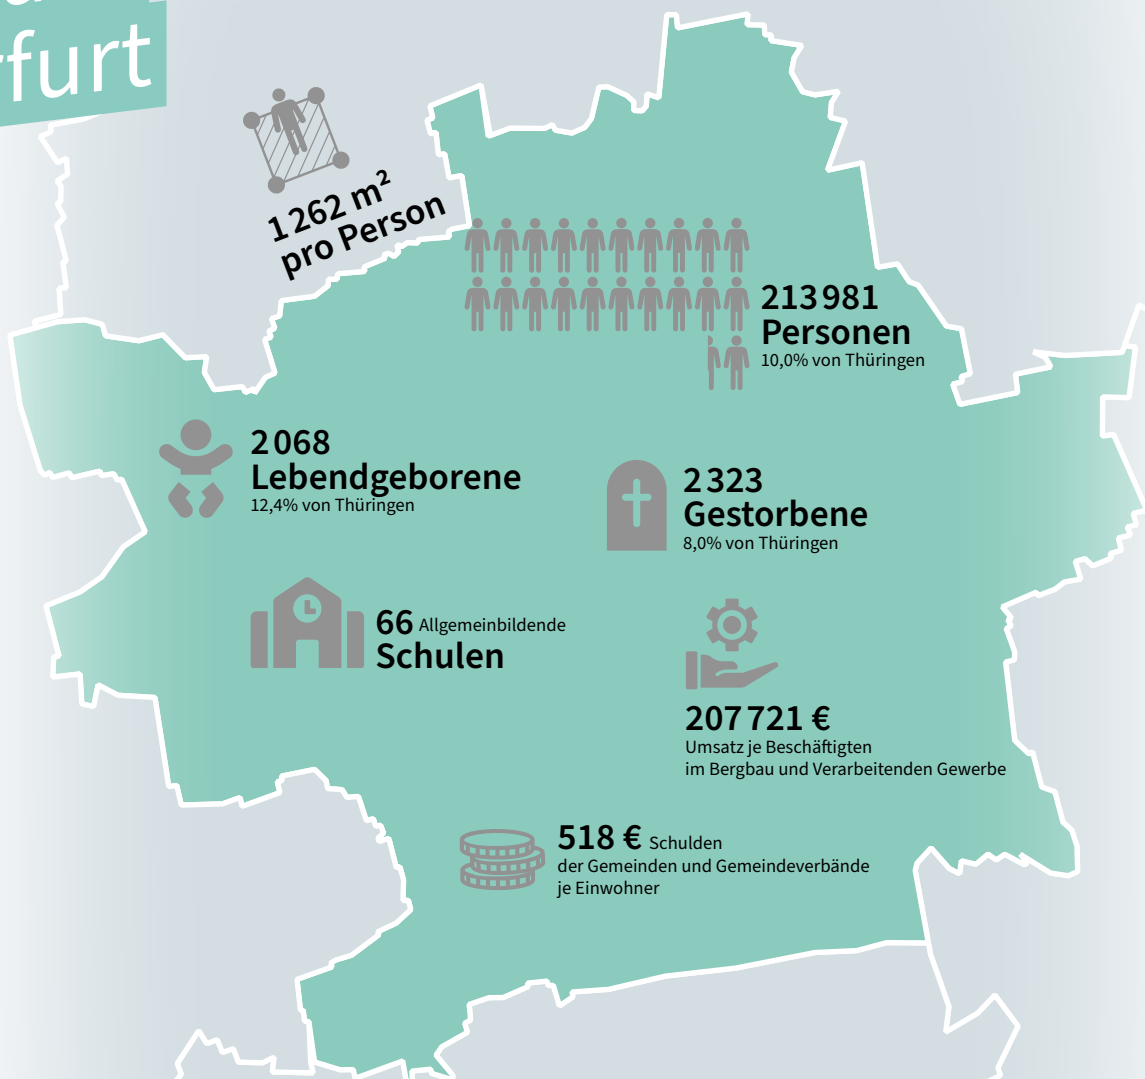 rfurt
1 262 m²
pro Person
213 981
Personen
10,0% von Thüringen
2 068
Lebendgeborene
12,4% von Thüringen
2 323
Gestorbene
8,0% von Thüringen
66 Allgemeinbildende
Schulen
207 721 €
Umsatz je Beschäftigten
im Bergbau und Verarbeitenden Gewerbe
518 € Schulden
der Gemeinden und Gemeindeverbände
je Einwohner